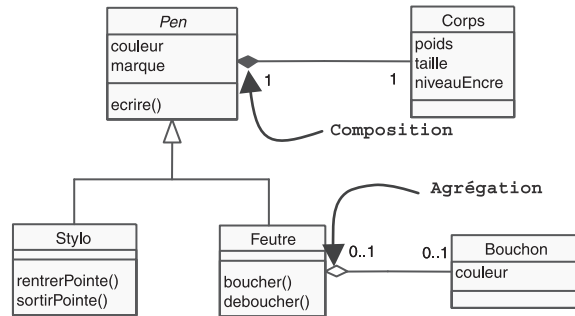 Pen
couleur
marque
ecrire()
1
1
Corps
poids
taille
niveauEncre
Composition
Agrégation
Stylo
rentrerPointe()
sortirPointe()
Feutre
boucher()
deboucher()
0..1
0..1
Bouchon
couleur